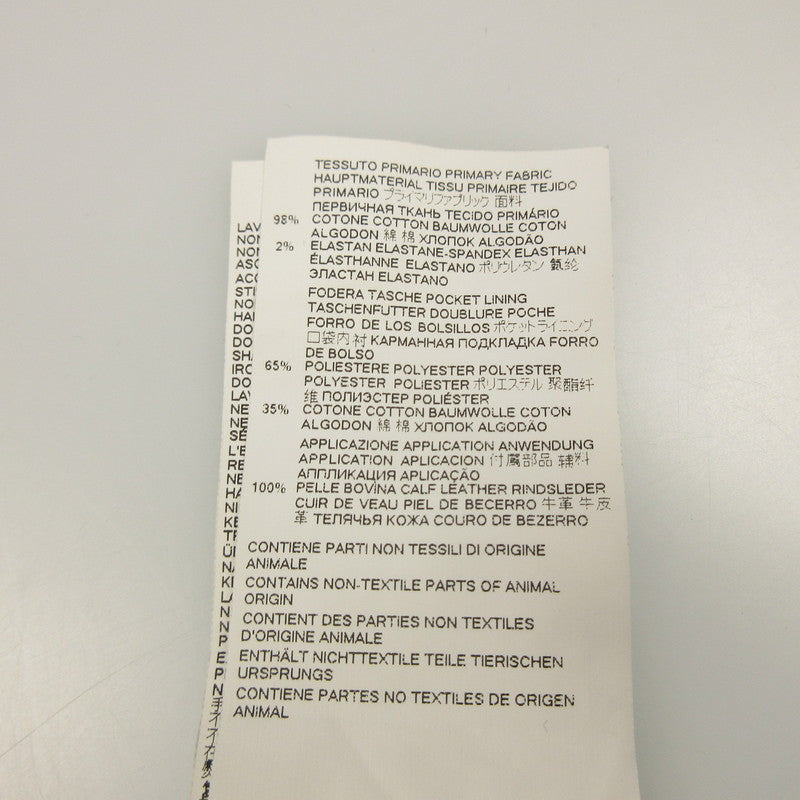 TESSUTO PRIMARIO PRIMARY FABRIC
HAUPTMATERIAL TISSU PRIMAIRE TEJIDO
PRIMARIO プライマリファブリック 面料
ПЕРВИЧНАЯ ТКАНЬ TECIDO PRIMÁRIO
98% COTONE COTTON BAUMWOLLE COTON
ALGODON 綿 棉 ХЛОПОК ALGODÃO
2% ELASTAN ELASTANE-SPANDEX ELASTHAN
ÉLASTHANNE ELASTANO ポリウレタン 氨纶
ЭЛАСТАН ELASTANO
FODERA TASCHE POCKET LINING
TASCHENFUTTER DOUBLURE POCHE
FORRO DE LOS BOLSILLOS ポケットライニング
口袋内衬 КАРМАННАЯ ПОДКЛАДКА FORRO
DE BOLSO
65% POLIESTERE POLYESTER POLYESTER
POLYESTER POLIESTER ポリエステル 聚酯纤
维 ПОЛИЭСТЕР POLIÉSTER
35% COTONE COTTON BAUMWOLLE COTON
ALGODON 綿 棉 ХЛОПОК ALGODÃO
APPLICAZIONE APPLICATION ANWENDUNG
APPLICATION APLICACION 付属部品 辅料
АППЛИКАЦИЯ APLICAÇÃO
100% PELLE BOVINA CALF LEATHER RINDSLEDER
CUIR DE VEAU PIEL DE BECERRO 牛革 牛皮
革 ТЕЛЯЧЬЯ КОЖА COURO DE BEZERRO
CONTIENE PARTI NON TESSILI DI ORIGINE
ANIMALE
CONTAINS NON-TEXTILE PARTS OF ANIMAL
ORIGIN
CONTIENT DES PARTIES NON TEXTILES
D'ORIGINE ANIMALE
ENTHÄLT NICHTTEXTILE TEILE TIERISCHEN
URSPRUNGS
CONTIENE PARTES NO TEXTILES DE ORIGEN
ANIMAL